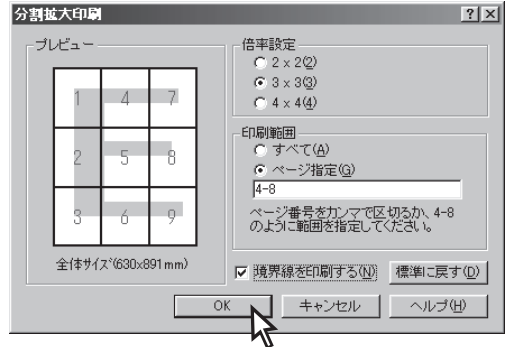 分割拡大印刷
プレビュー
1 4 7
2 5 8
3 6 9
全体サイズ(630x891mm)
倍率設定
2 x 2(2)
3 x 3(3)
4 x 4(4)
印刷範囲
すべて(A)
ページ指定(G)
4-8
ページ番号をカンマで区切るか、4-8
のように範囲を指定してください。
境界線を印刷する(N)
標準に戻す(D)
OK
キャンセル
ヘルプ(H)